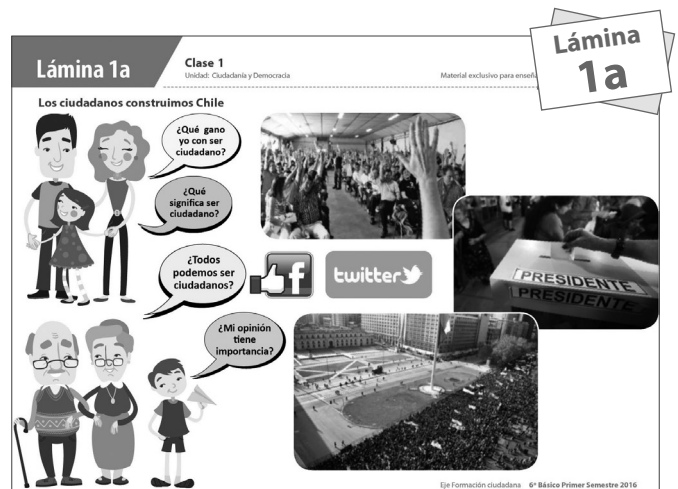 Lámina
1a
Lámina 1a
Clase 1
Unidad: Ciudadanía y Democracia
Material exclusivo para
Los ciudadanos construimos Chile
¿Qué gano
yo con ser
ciudadano?
¿Qué
significa ser
ciudadano?
¿Todos
podemos ser
ciudadanos?
¿Mi opinión
tiene
importancia?
f
twitter
PRESIDENTE
PRESIDENTE
Eje Formación ciudadana 6º Básico Primer Semestre 2016